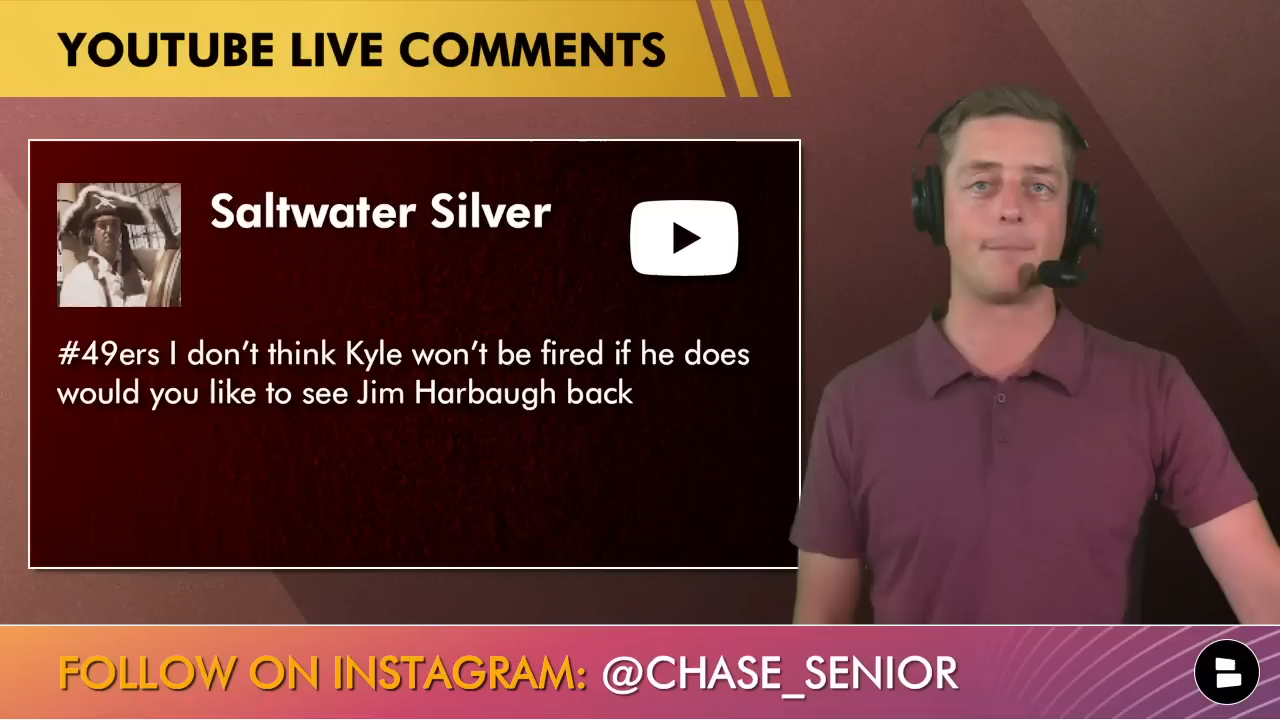 YOUTUBE LIVE COMMENTS
Saltwater Silver
#49ers I don’t think Kyle won’t be fired if he does
would you like to see Jim Harbaugh back
FOLLOW ON INSTAGRAM: @CHASE_SENIOR